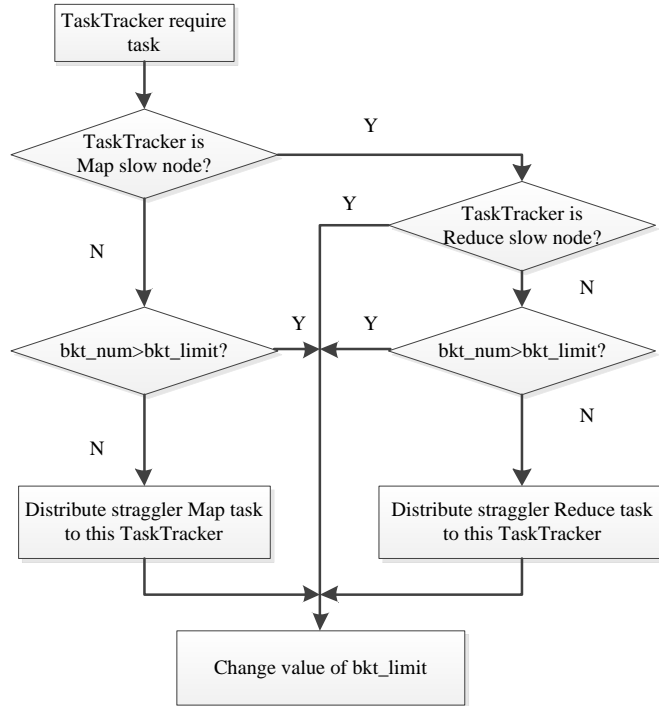 TaskTracker require
task
TaskTracker is
Map slow node?
Y
TaskTracker is
Reduce slow node?
Y
N
N
bkt_num>bkt_limit?
Y
Y
bkt_num>bkt_limit?
N
N
Distribute straggler Map task
to this TaskTracker
Distribute straggler Reduce task
to this TaskTracker
Change value of bkt_limit